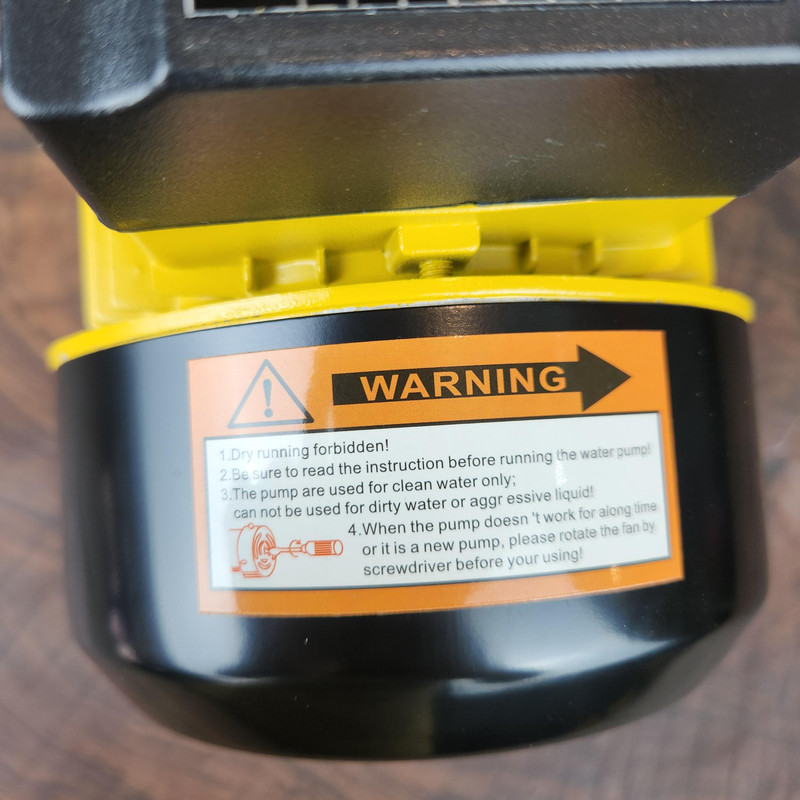 WARNING
1.Dry running forbidden!
2.Be sure to read the instruction before running the water pump!
3.The pump are used for clean water only;
can not be used for dirty water or aggr essive liquid!
4.When the pump doesn 't work for along time
or it is a new pump, please rotate the fan by
screwdriver before your using!